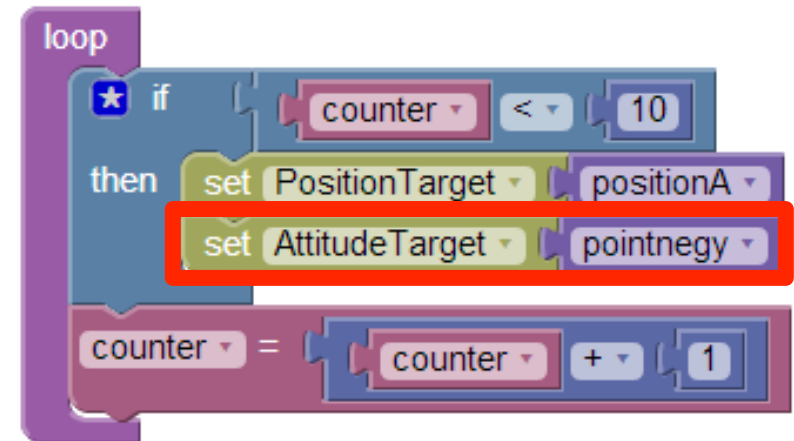 loop
if counter < 10
then set PositionTarget positionA
set AttitudeTarget pointnegy
counter = counter + 1